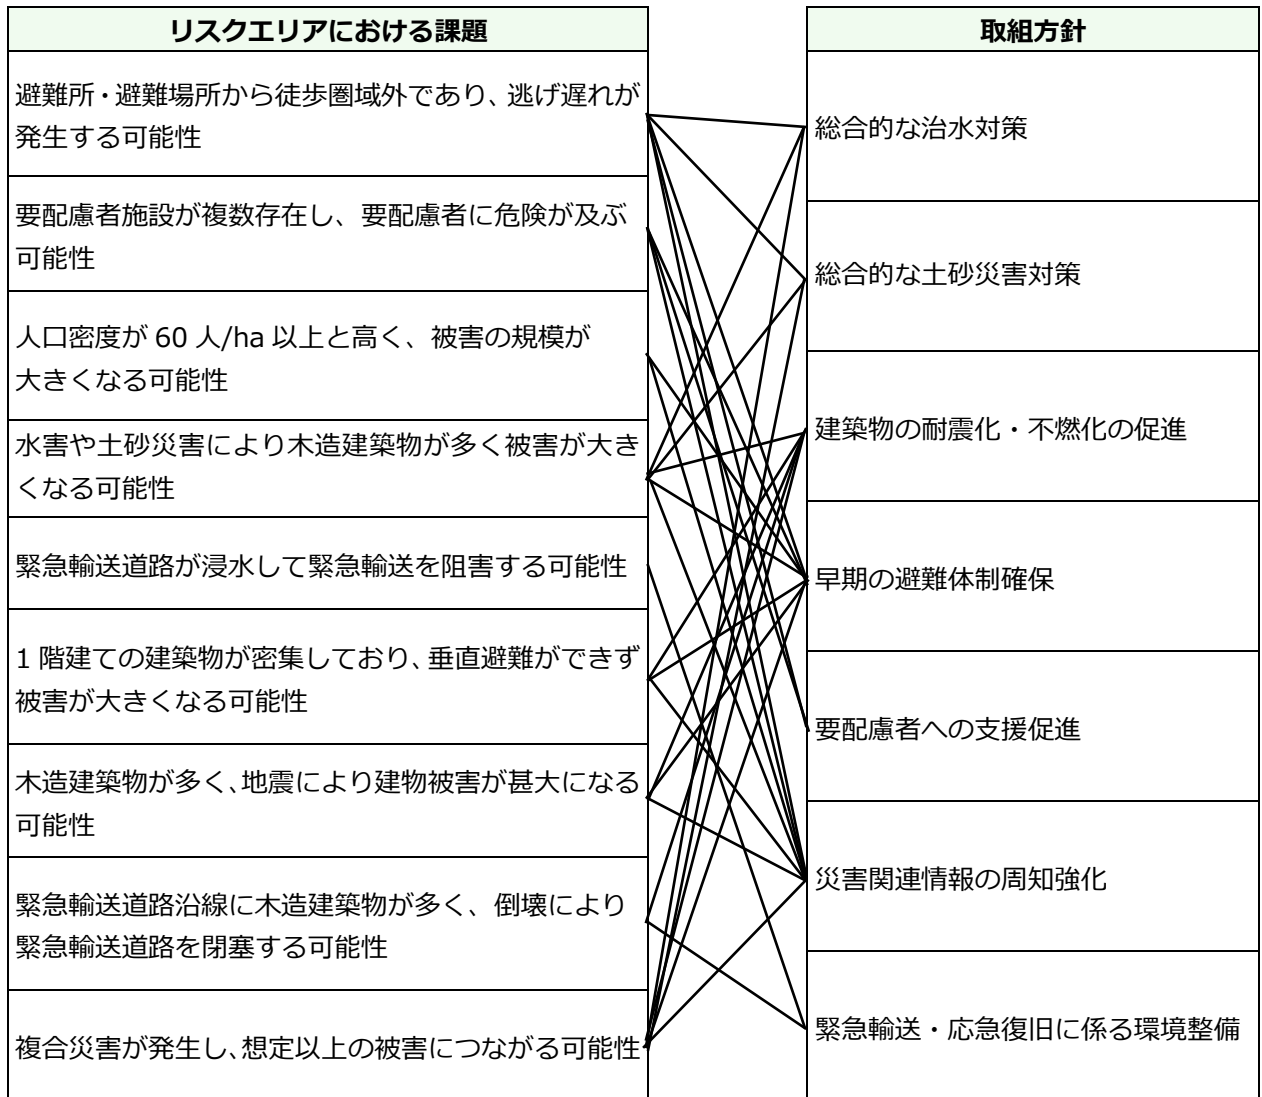 リスクエリアにおける課題
避難所・避難場所から徒歩圏域外であり、逃げ遅れが
発生する可能性
要配慮者施設が複数存在し、要配慮者に危険が及ぶ
可能性
人口密度が 60 人/ha 以上と高く、被害の規模が
大きくなる可能性
水害や土砂災害により木造建築物が多く被害が大き
くなる可能性
緊急輸送道路が浸水して緊急輸送を阻害する可能性
1 階建ての建築物が密集しており、垂直避難ができず
被害が大きくなる可能性
木造建築物が多く、地震により建物被害が甚大になる
可能性
緊急輸送道路沿線に木造建築物が多く、倒壊により
緊急輸送道路を閉塞する可能性
複合災害が発生し、想定以上の被害につながる可能性
取組方針
総合的な治水対策
総合的な土砂災害対策
建築物の耐震化・不燃化の促進
早期の避難体制確保
要配慮者への支援促進
災害関連情報の周知強化
緊急輸送・応急復旧に係る環境整備